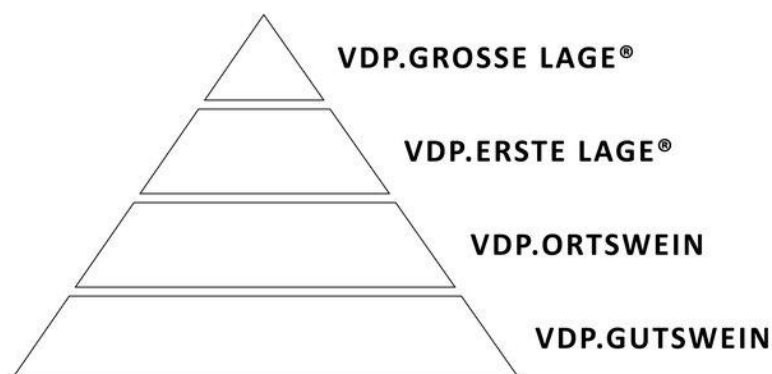 VDP.GROSSE LAGE®
VDP.ERSTE LAGE®
VDP.ORTSWEIN
VDP.GUTSWEIN